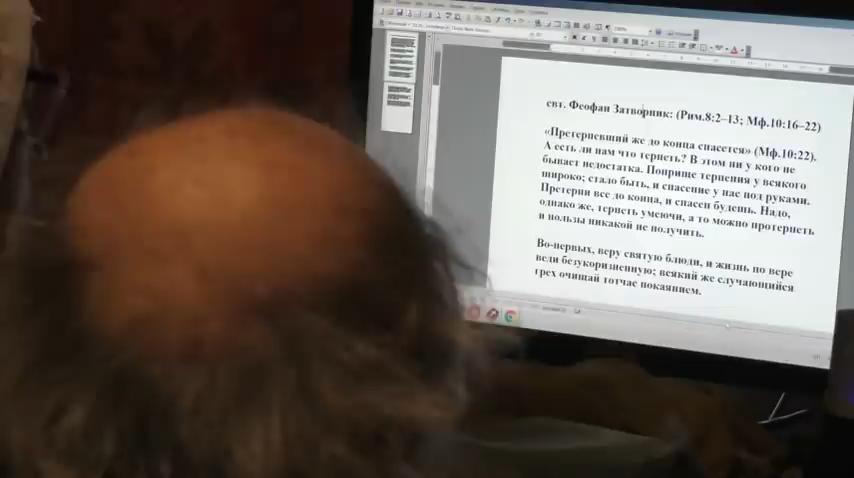 свт. Феофан Затворник: (Рим.8:2–13; Мф.10:16–22)
«Претерпевший же до конца спасется» (Мф.10:22).
А есть ли нам что терпеть? В этом ни у кого не
бывает недостатка. Поприще терпения у всякого
широко; стало быть, и спасение у нас под руками.
Претерпи все до конца, и спасен будешь. Надо,
однако же, терпеть умеючи, а то можно протерпеть
и пользы никакой не получить.
Во-первых, веру святую блюди, и жизнь по вере
веди безукоризненную; всякий же случающийся
грех очищай тотчас покаянием.